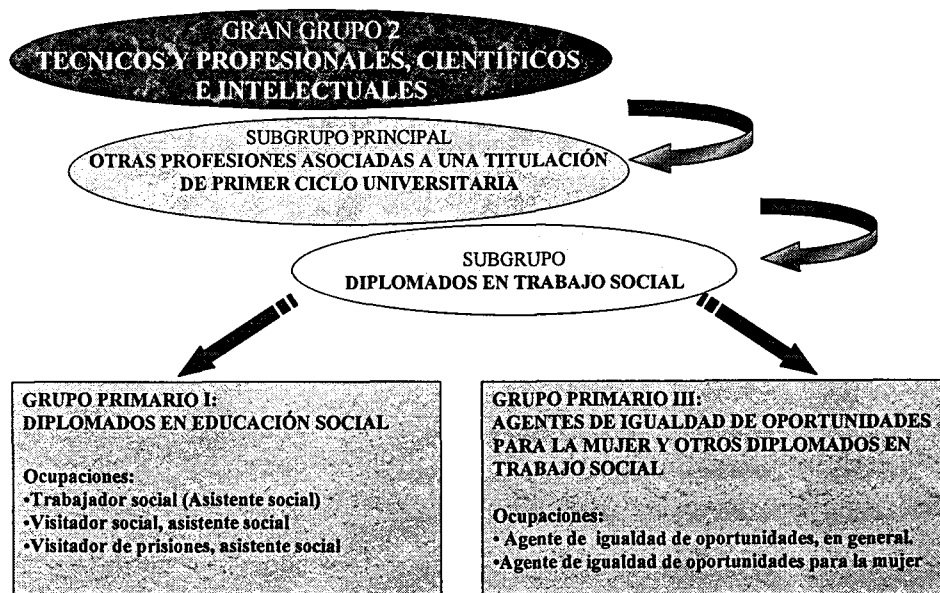 GRAN GRUPO 2
TECNICOS Y PROFESIONALES, CIENTÍFICOS
E INTELECTUALES
SUBGRUPO PRINCIPAL
OTRAS PROFESIONES ASOCIADAS A UNA TITULACIÓN
DE PRIMER CICLO UNIVERSITARIA
SUBGRUPO
DIPLOMADOS EN TRABAJO SOCIAL
GRUPO PRIMARIO I:
DIPLOMADOS EN EDUCACIÓN SOCIAL
Ocupaciones:
•Trabajador social (Asistente social)
•Visitador social, asistente social
•Visitador de prisiones, asistente social
GRUPO PRIMARIO III:
AGENTES DE IGUALDAD DE OPORTUNIDADES
PARA LA MUJER Y OTROS DIPLOMADOS EN
TRABAJO SOCIAL
Ocupaciones:
• Agente de igualdad de oportunidades, en general.
•Agente de igualdad de oportunidades para la mujer